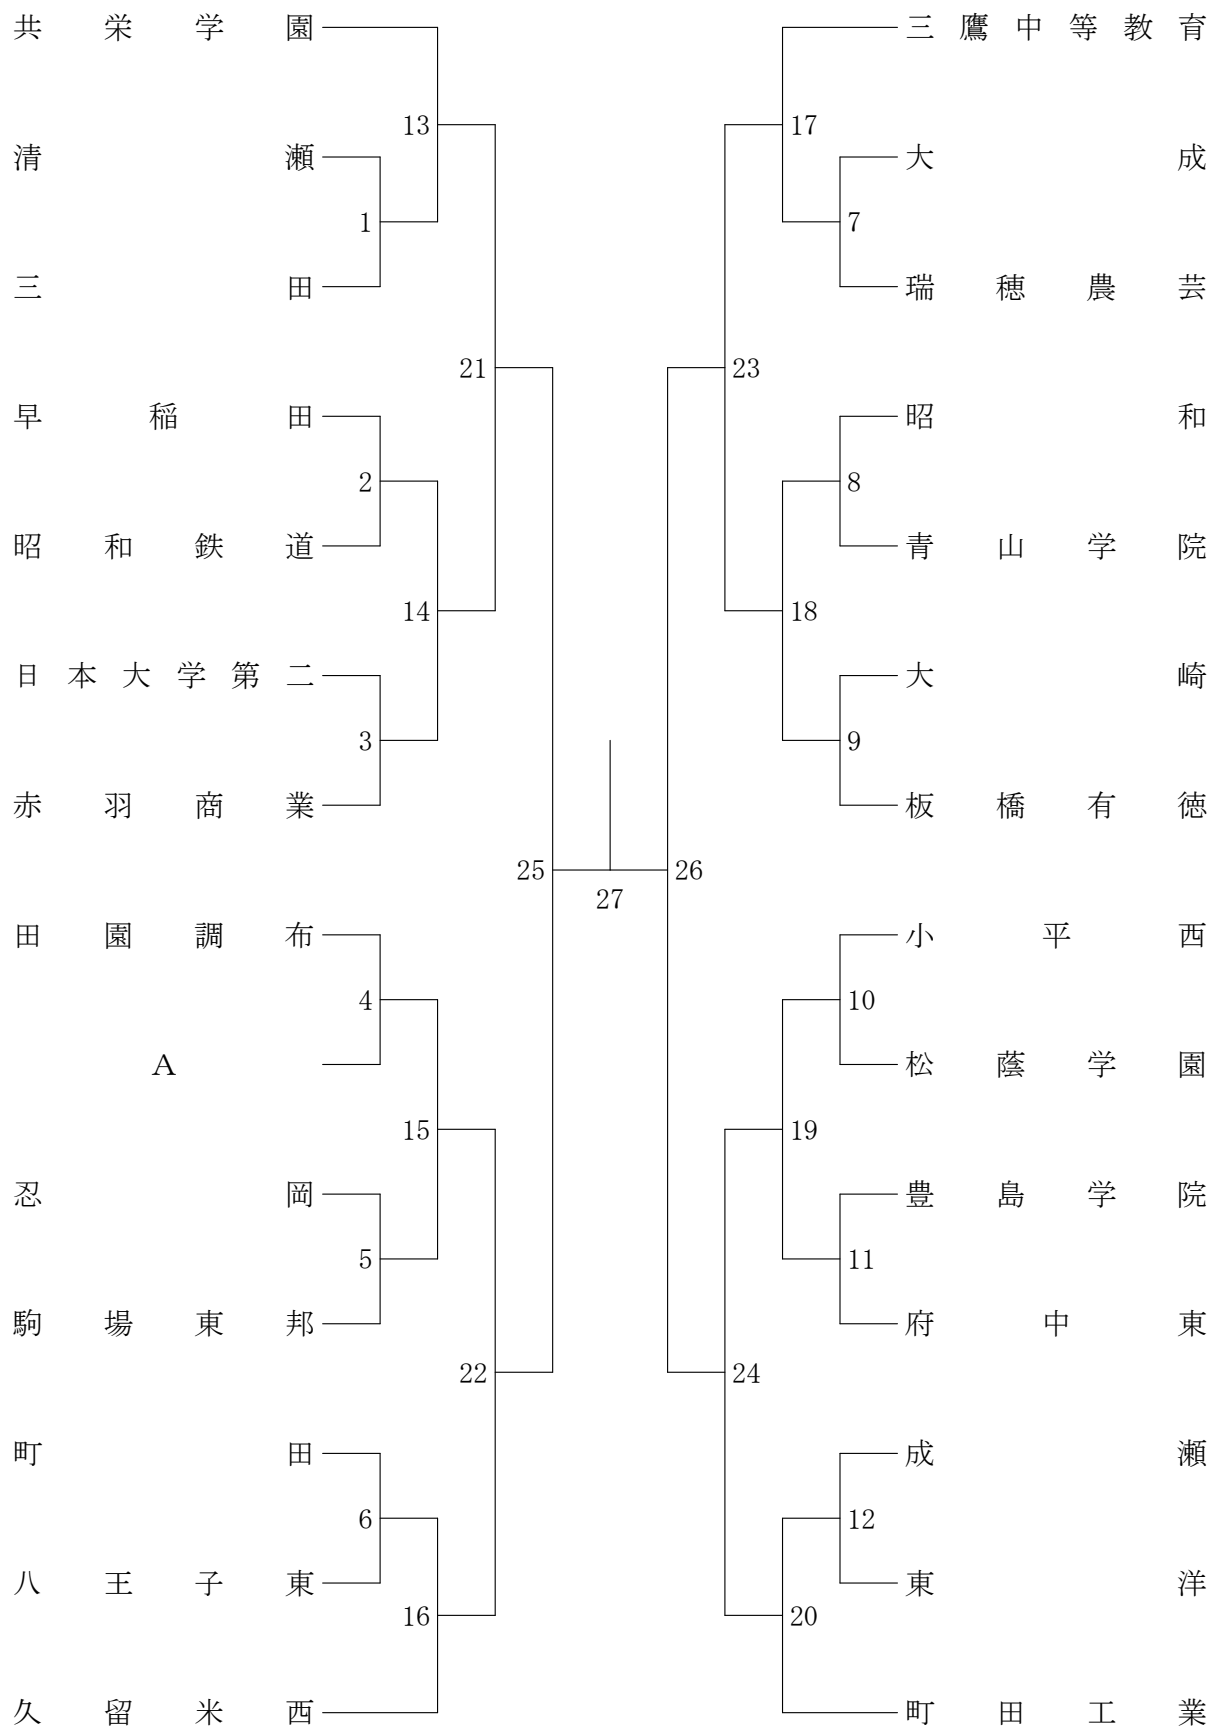 共栄学園
三鷹中等教育
13
17
清瀬
大成
1
7
三田
瑞穂農芸
21
23
早稲田
昭和
2
8
昭和鉄道
青山学院
14
18
日本大学第二
大崎
3
9
赤羽商業
板橋有徳
25
26
27
田園調布
小平西
4
10
A
松蔭学園
15
19
忍岡
豊島学院
5
11
駒場東邦
府中東
22
24
町田
成瀬
6
12
八王子東
東洋
16
20
久留米西
町田工業